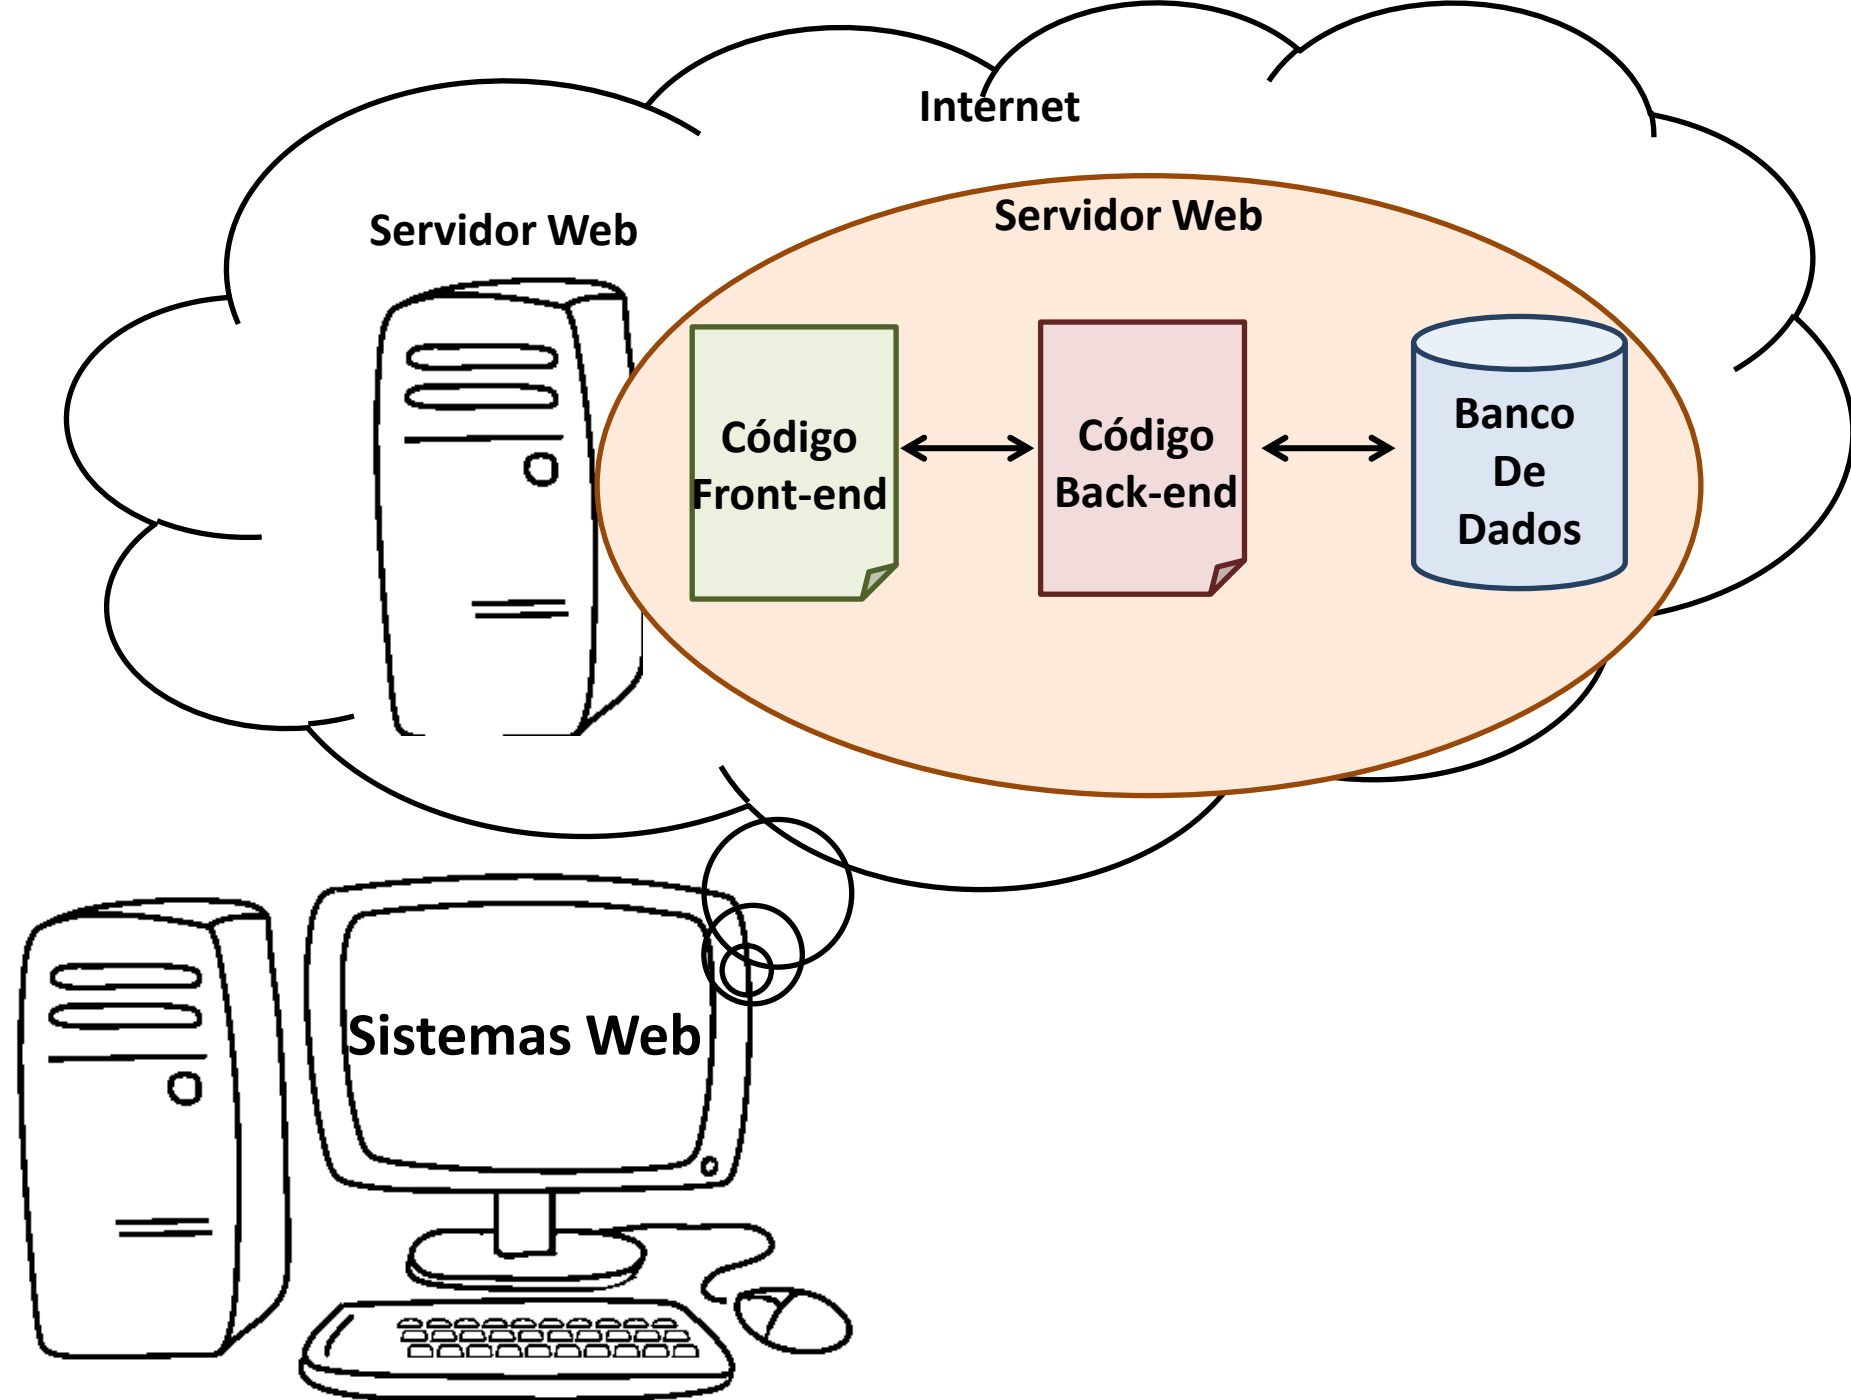 Internet
Servidor Web
Servidor Web
Código
Front-end
Código
Back-end
Banco
De
Dados
Sistemas Web